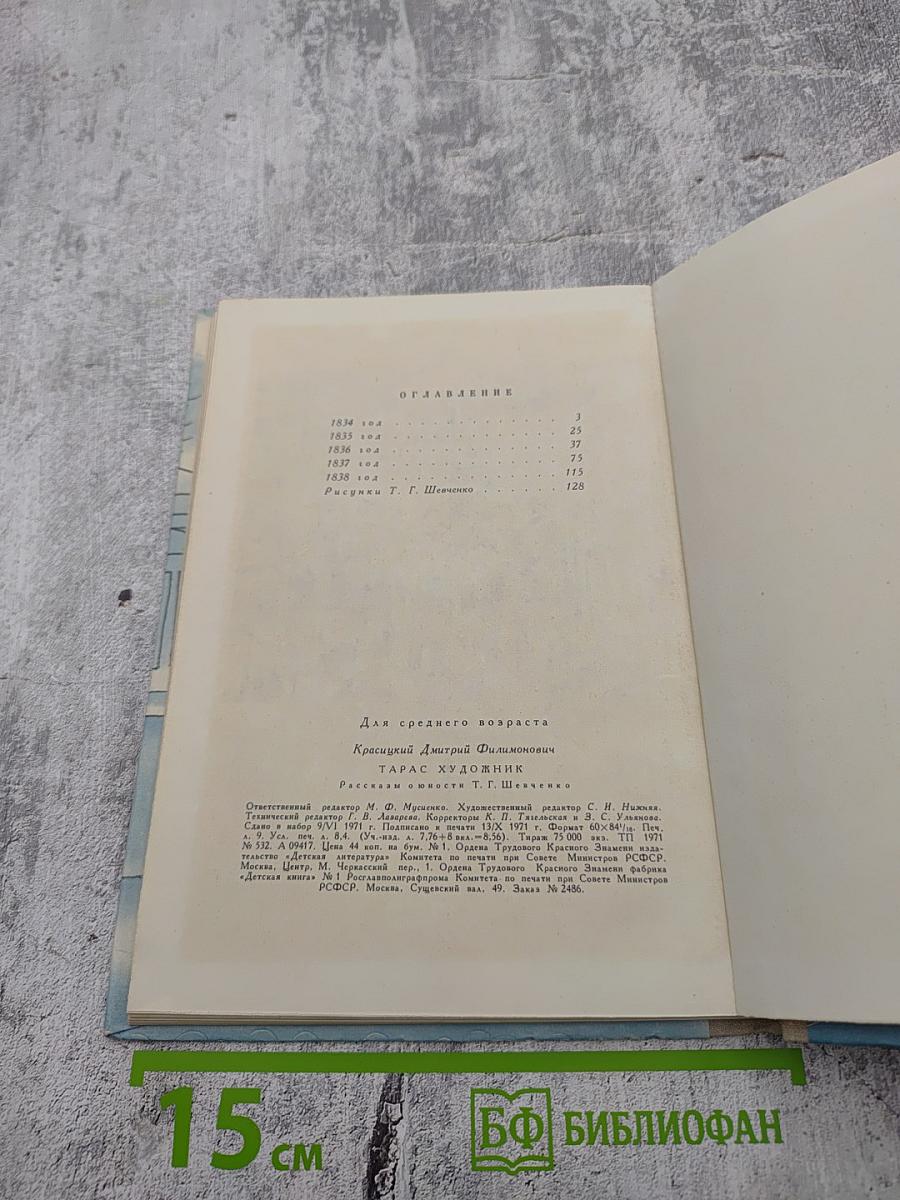 ОГЛАВЛЕНИЕ
1834 год . . . . . . . . . . . . . 3
1835 год . . . . . . . . . . . . . 25
1836 год . . . . . . . . . . . . . 37
1837 год . . . . . . . . . . . . . 75
1838 год . . . . . . . . . . . . . 115
Рисунки Т. Г. Шевченко . . . . . . 128
Для среднего возраста
Красицкий Дмитрий Филимонович
ТАРАС ХУДОЖНИК
Рассказы о юности Т. Г. Шевченко
Ответственный редактор М. Ф. Мусиенко. Художественный редактор С. И. Нижняя.
Технический редактор Г. В. Лазарева. Корректоры К. П. Тягельская и Э. С. Ульянова.
Сдано в набор 9/VI 1971 г. Подписано к печати 13/X 1971 г. Формат 60×84¹/₁₆. Печ.
л. 9. Усл. печ. л. 8,4. (Уч.-изд. л. 7,76+8 вкл.=8,56). Тираж 75 000 экз. ТП 1971
№ 532. А 09417. Цена 44 коп. на бум. № 1. Ордена Трудового Красного Знамени изда-
тельство «Детская литература» Комитета по печати при Совете Министров РСФСР.
Москва, Центр, М. Черкасский пер., 1. Ордена Трудового Красного Знамени фабрика
«Детская книга» № 1 Росглавполиграфпрома Комитета по печати при Совете Министров
РСФСР. Москва, Сущевский вал, 49. Заказ № 2486.
15 см
БФ БИБЛИОФАН